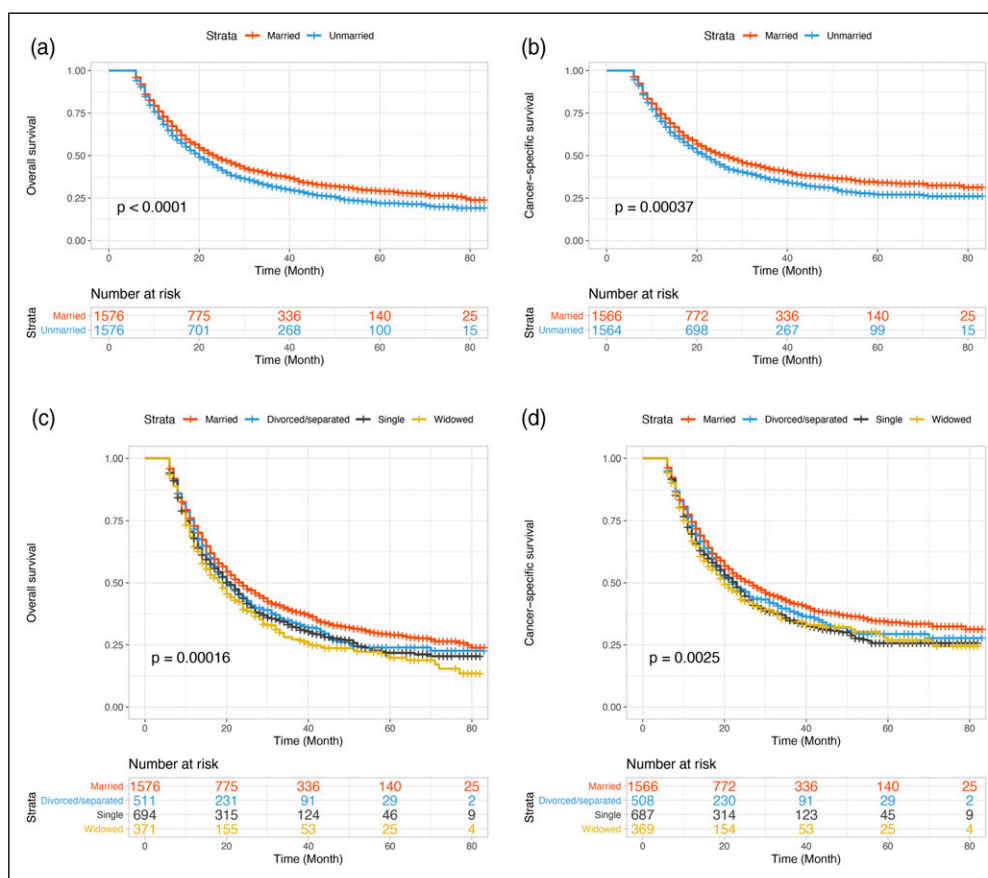 (a)
Strata Married Unmarried
Overall survival
1.00
0.75
0.50
0.25
0.00
p < 0.0001
0 20 40 60 80
Time (Month)
Number at risk
Strata
Married 1576 775 336 140 25
Unmarried 1576 701 268 100 15
0 20 40 60 80
Time (Month)
(b)
Strata Married Unmarried
Cancer-specific survival
1.00
0.75
0.50
0.25
0.00
p = 0.00037
0 20 40 60 80
Time (Month)
Number at risk
Strata
Married 1566 772 336 140 25
Unmarried 1564 698 267 99 15
0 20 40 60 80
Time (Month)
(c)
Strata Married Divorced/separated Single Widowed
Overall survival
1.00
0.75
0.50
0.25
0.00
p = 0.00016
0 20 40 60 80
Time (Month)
Number at risk
Strata
Married 1576 775 336 140 25
Divorced/separated 511 231 91 29 2
Single 694 315 124 46 9
Widowed 371 155 53 25 4
0 20 40 60 80
Time (Month)
(d)
Strata Married Divorced/separated Single Widowed
Cancer-specific survival
1.00
0.75
0.50
0.25
0.00
p = 0.0025
0 20 40 60 80
Time (Month)
Number at risk
Strata
Married 1566 772 336 140 25
Divorced/separated 508 230 91 29 2
Single 687 314 123 45 9
Widowed 369 154 53 25 4
0 20 40 60 80
Time (Month)